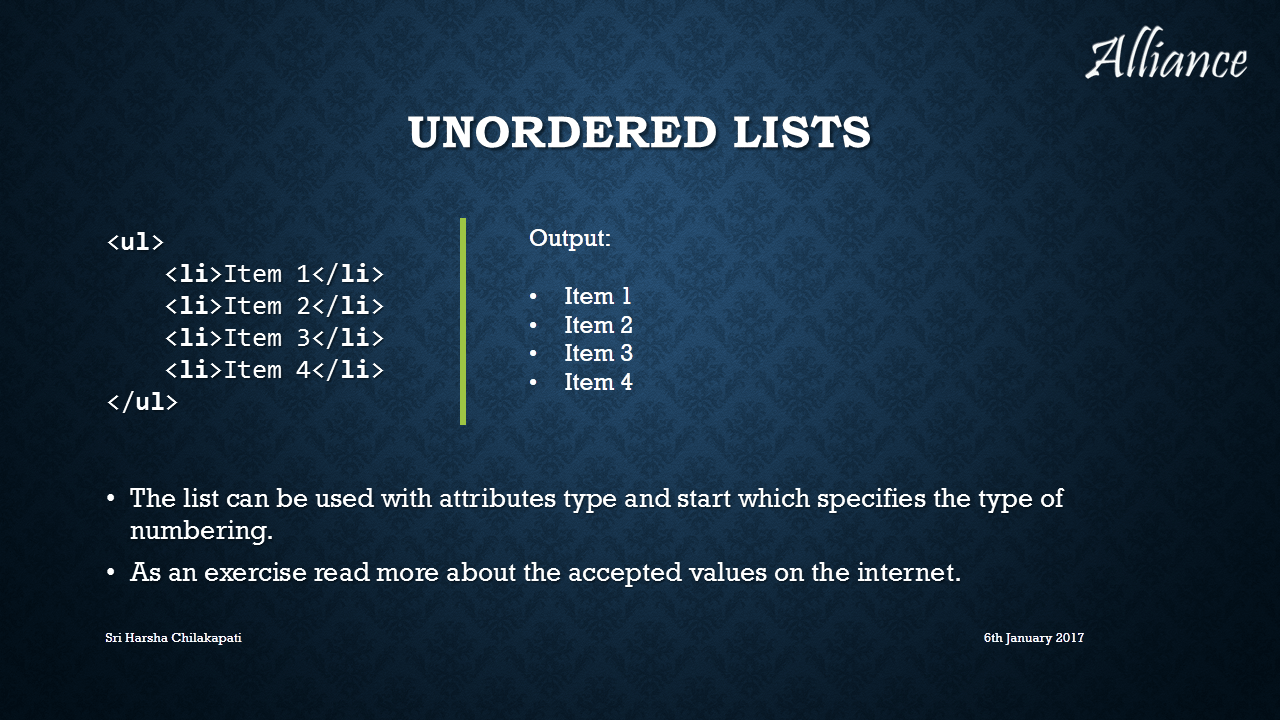 Alliance
UNORDERED LISTS
<ul>
    <li>Item 1</li>
    <li>Item 2</li>
    <li>Item 3</li>
    <li>Item 4</li>
</ul>
Output:
• Item 1
• Item 2
• Item 3
• Item 4
• The list can be used with attributes type and start which specifies the type of
numbering.
• As an exercise read more about the accepted values on the internet.
Sri Harsha Chilakapati
6th January 2017